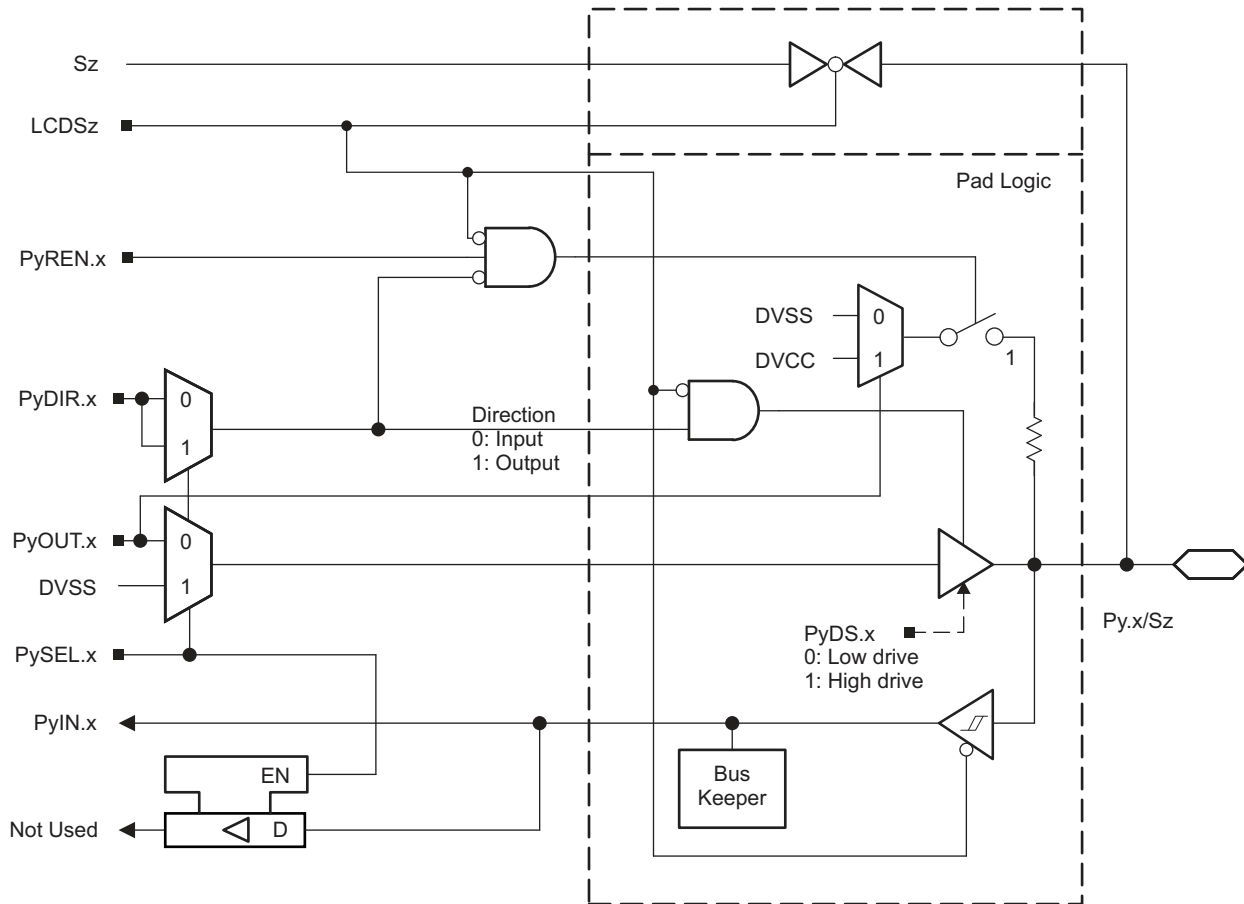 Sz
LCDSz
Pad Logic
PyREN.x
DVSS
0
DVCC
1
1
PyDIR.x
0
1
Direction
0: Input
1: Output
PyOUT.x
0
DVSS
1
PySEL.x
PyDS.x
0: Low drive
1: High drive
Py.x/Sz
PyIN.x
Bus
Keeper
EN
Not Used
D